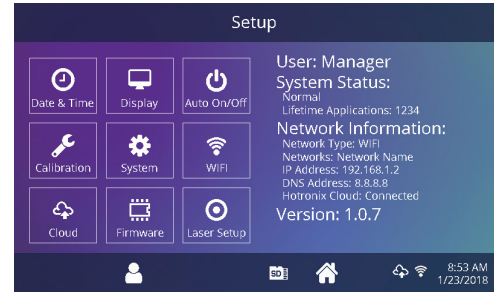 Setup
Date & Time
Display
Auto On/Off
Calibration
System
WIFI
Cloud
Firmware
Laser Setup
User: Manager
System Status:
Normal
Lifetime Applications: 1234
Network Information:
Network Type: WIFI
Networks: Network Name
IP Address: 192.168.1.2
DNS Address: 8.8.8.8
Hotronix Cloud: Connected
Version: 1.0.7
SD
8:53 AM
1/23/2018